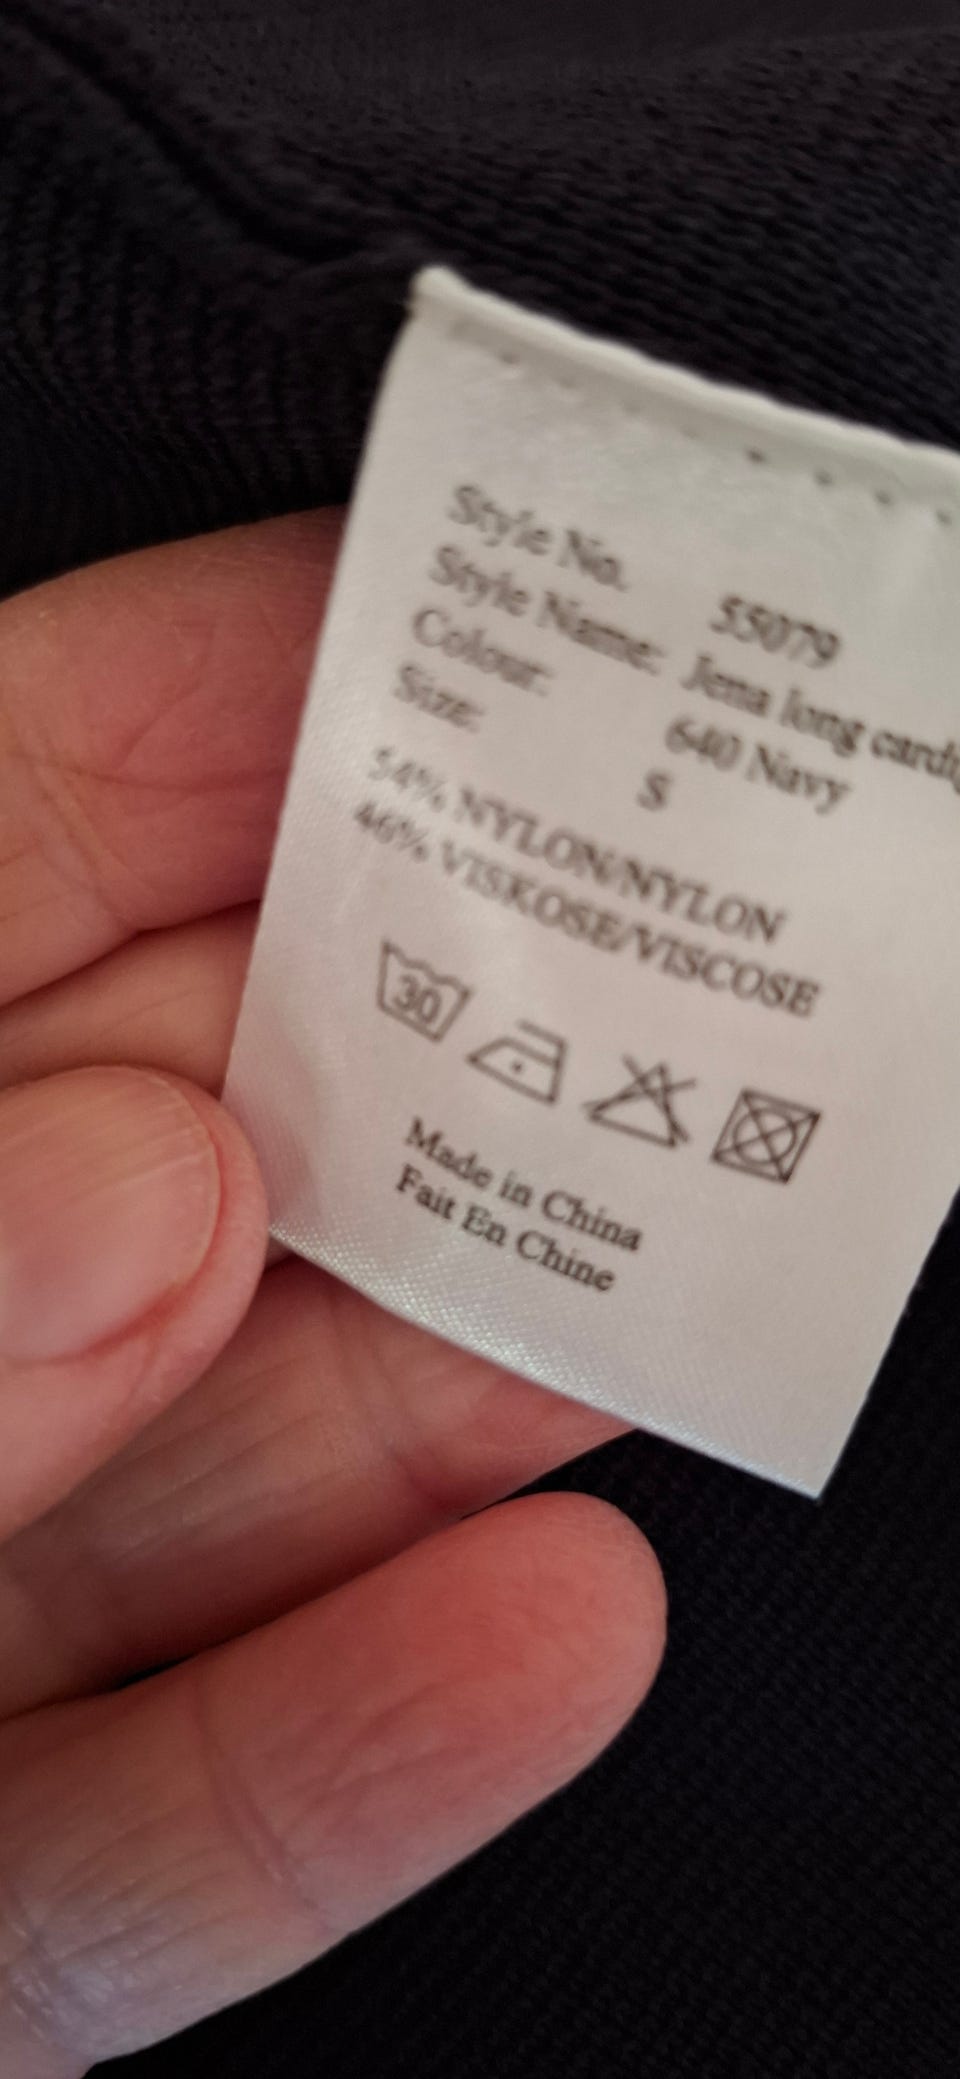 Style No. 55079
Style Name: Jena long cardi
Colour: 640 Navy
Size: S
54% NYLON/NYLON
46% VISKOSE/VISCOSE
30
Made in China
Fait En Chine